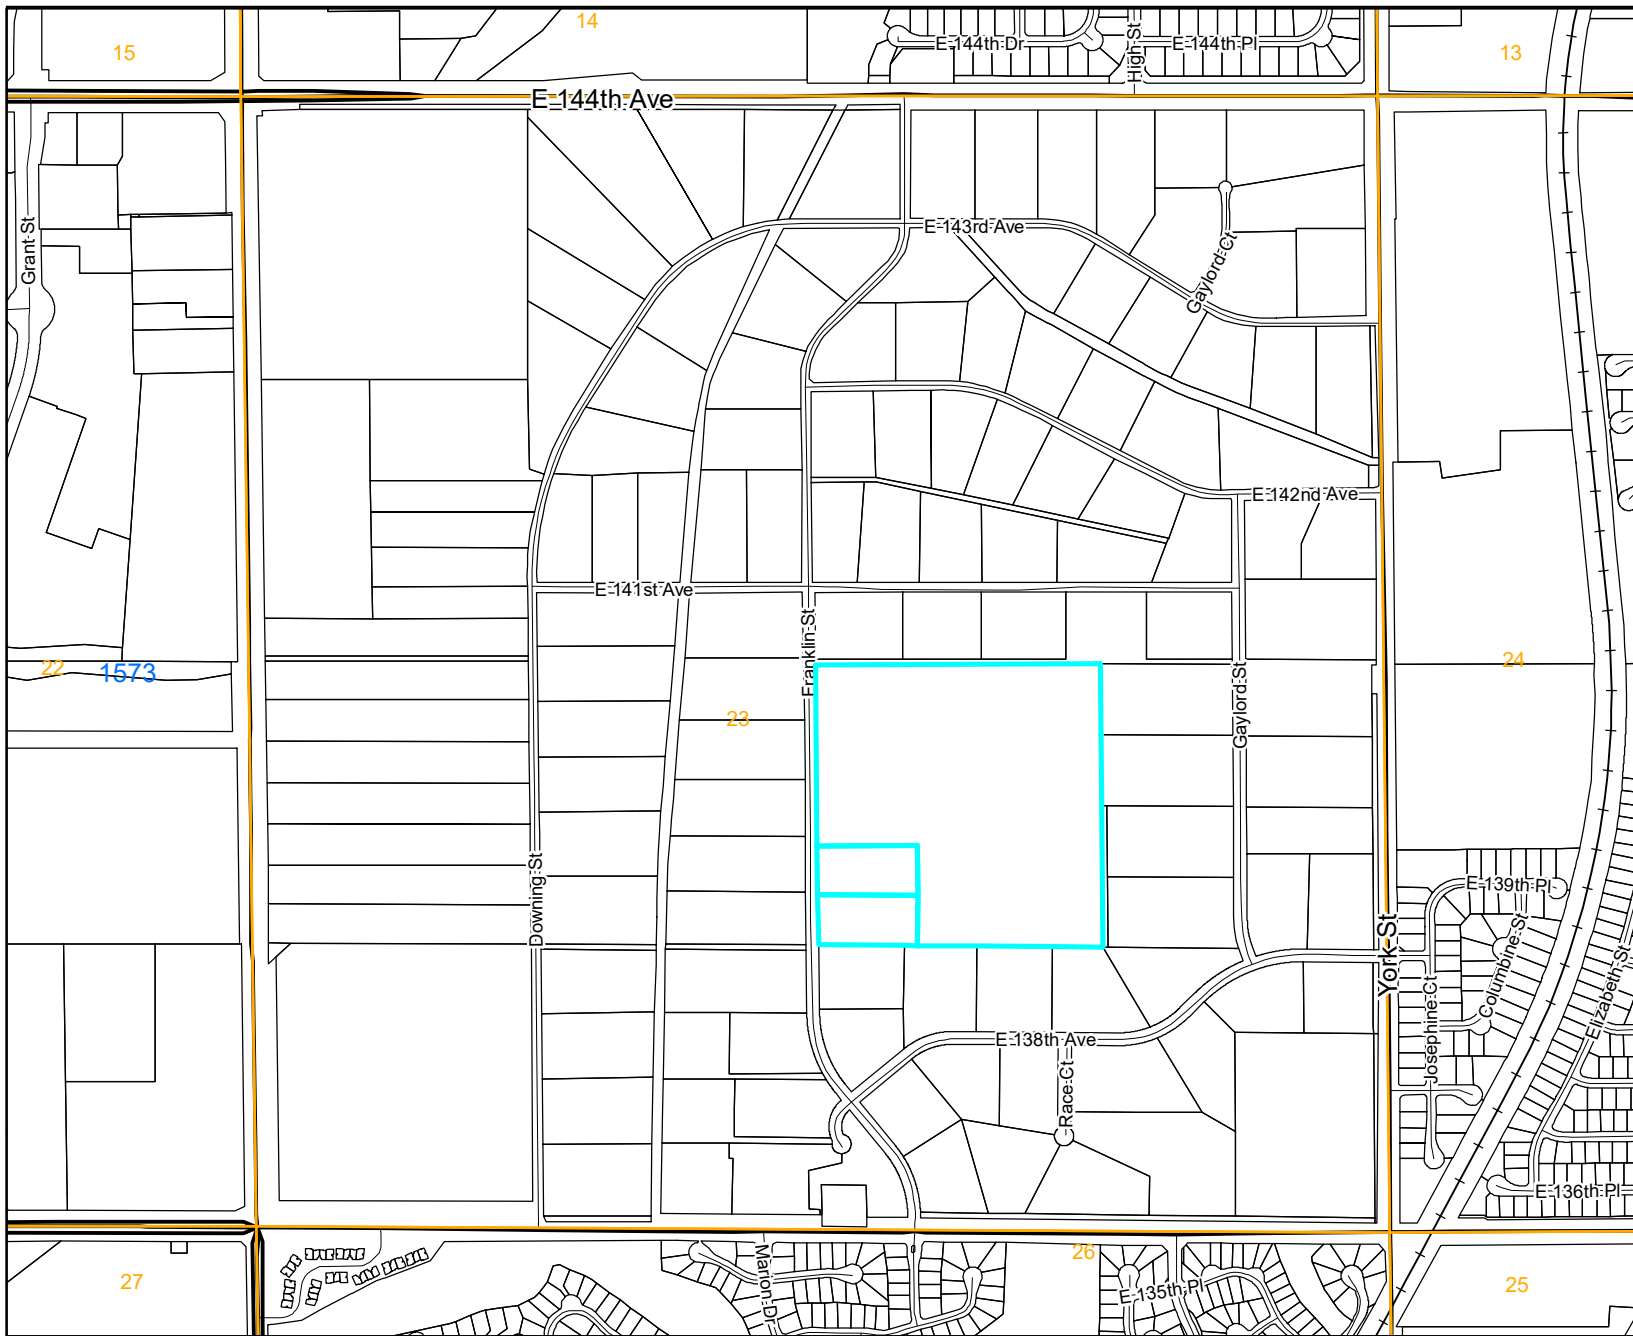 14
15
E 144th Dr
High St
E 144th Pl
13
E 144th Ave
Grant St
E 143rd Ave
Gaylord Ct
E 142nd Ave
E 141st Ave
Franklin St
22
1573
23
Gaylord St
24
Downing St
E 139th Pl
York St
Columbine St
Elizabeth St
Josephine Ct
E 138th Ave
Race Ct
E 136th Pl
27
Marion Dr
26
E 135th Pl
25